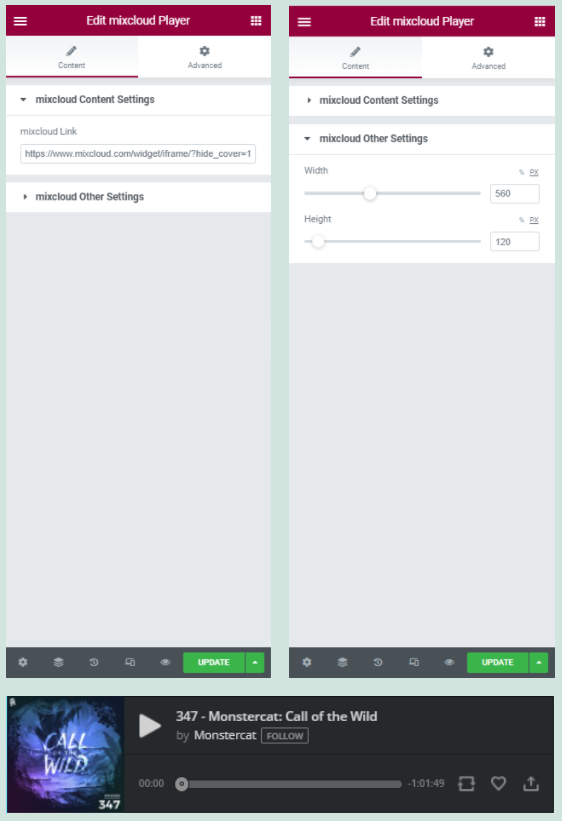 Edit mixcloud Player
Content
Advanced
mixcloud Content Settings
mixcloud Link
https://www.mixcloud.com/widget/iframe/?hide_cover=1
mixcloud Other Settings
UPDATE
Edit mixcloud Player
Content
Advanced
mixcloud Content Settings
mixcloud Other Settings
Width
% PX
560
Height
% PX
120
UPDATE
CALL
WILD
347
347 - Monstercat: Call of the Wild
by Monstercat FOLLOW
00:00
-1:01:49